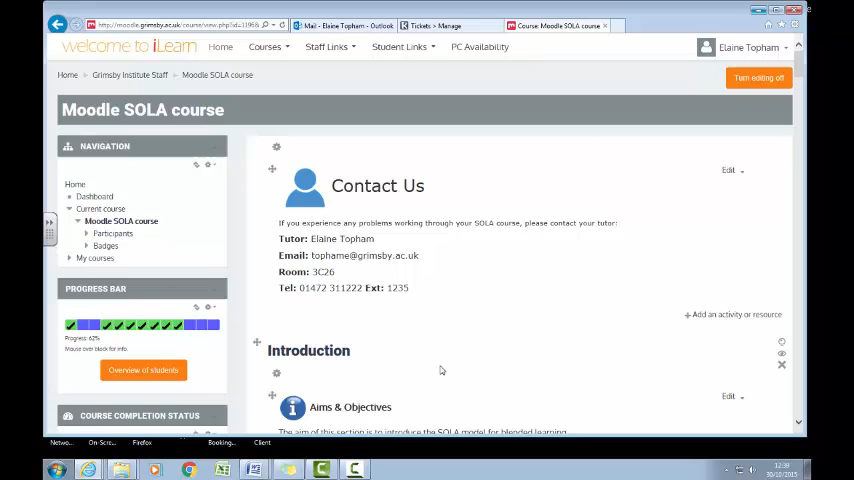 http://moodle.grimsby.ac.uk/course/view.php?id=11968
Mail - Elaine Topham - Outlook
Tickets > Manage
Course: Moodle SOLA course
welcome to iLearn
Home
Courses
Staff Links
Student Links
PC Availability
Elaine Topham
Home
Grimsby Institute Staff
Moodle SOLA course
Turn editing off
Moodle SOLA course
NAVIGATION
Home
Dashboard
Current course
Moodle SOLA course
Participants
Badges
My courses
PROGRESS BAR
Progress: 62%
Mouse over block for info.
Overview of students
COURSE COMPLETION STATUS
Edit
Contact Us
If you experience any problems working through your SOLA course, please contact your tutor:
Tutor: Elaine Topham
Email: tophame@grimsby.ac.uk
Room: 3C26
Tel: 01472 311222 Ext: 1235
Add an activity or resource
Introduction
Aims & Objectives
Edit
The aim of this section is to introduce the SOLA model for blended learning
Netwo...
On-Scre...
Firefox
Booking...
Client
12:39
30/10/2015